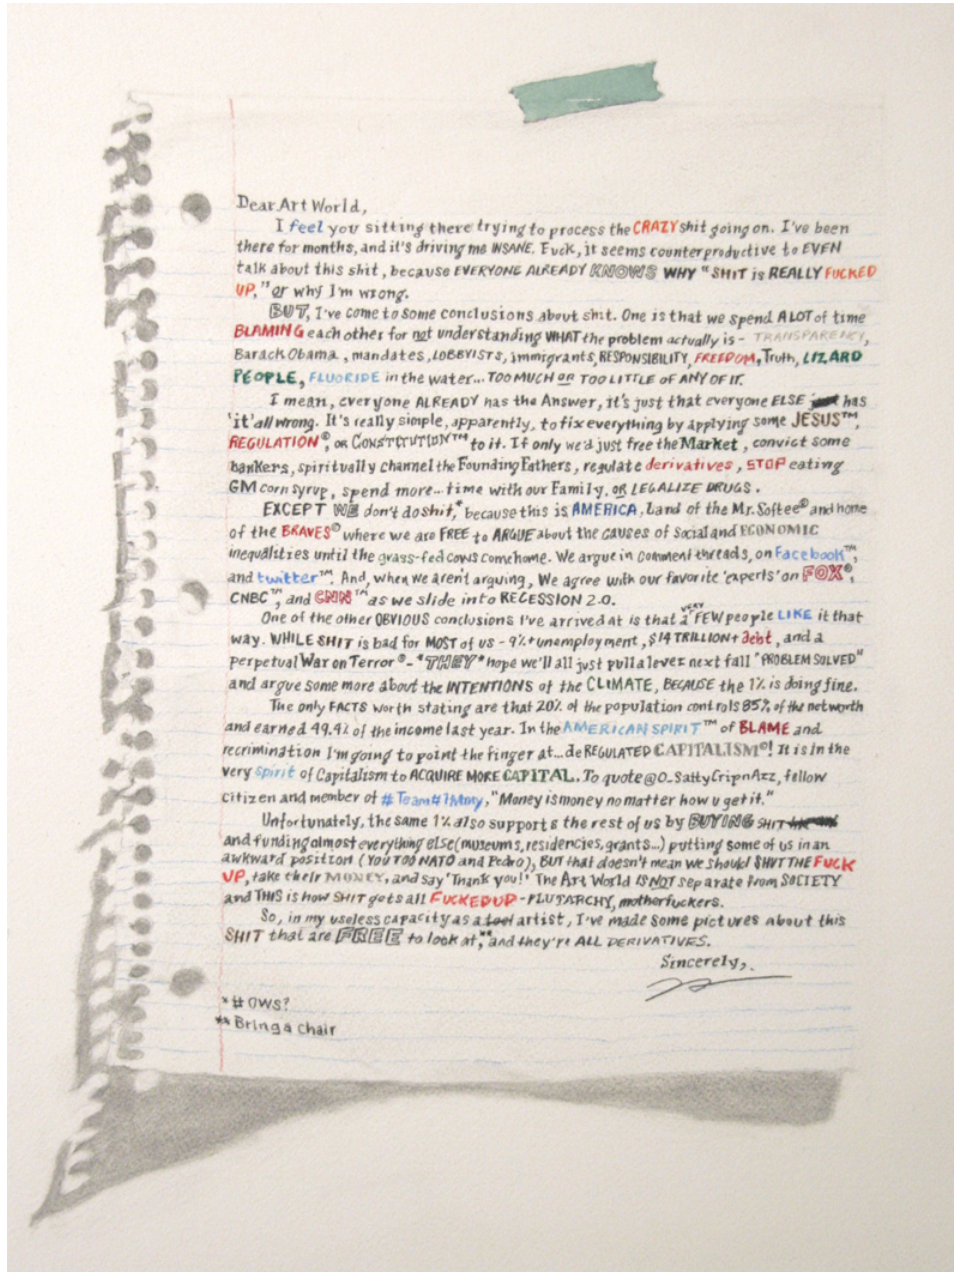 Dear Art World,
I feel you sitting there trying to process the CRAZY shit going on. I've been
there for months, and it's driving me INSANE. Fuck, it seems counterproductive to EVEN
talk about this shit, because EVERYONE ALREADY KNOWS WHY "SHIT is REALLY FUCKED
UP," or why I'm wrong.
BUT, I've come to some conclusions about shit. One is that we spend A LOT of time
BLAMING each other for not understanding WHAT the problem actually is - TRANSPARENCY,
Barack Obama, mandates, LOBBYISTS, immigrants, RESPONSIBILITY, FREEDOM, Truth, LIZARD
PEOPLE, FLUORIDE in the water... TOO MUCH OR TOO LITTLE OF ANY OF IT.
I mean, everyone ALREADY has the Answer, it's just that everyone ELSE just has
'it' all wrong. It's really simple, apparently, to fix everything by applying some JESUS™,
REGULATION®, OR CONSTITUTION™ to it. If only we'd just free the Market, convict some
bankers, spiritually channel the Founding Fathers, regulate derivatives, STOP eating
GM corn syrup, spend more... time with our Family, OR LEGALIZE DRUGS.
EXCEPT WE don't do shit,* because this is AMERICA, Land of the Mr. Softee® and home
of the BRAVES® where we are FREE to ARGUE about the causes of Social and ECONOMIC
inequalities until the grass-fed cows come home. We argue in comment threads, on Facebook™,
and twitter™. And, when we aren't arguing, We agree with our favorite 'experts' on FOX®,
CNBC™, and CNN™ as we slide into RECESSION 2.0.
One of the other OBVIOUS conclusions I've arrived at is that a VERY FEW people LIKE it that
way. WHILE SHIT is bad for MOST of us - 9%+ unemployment, $14 TRILLION+ debt, and a
perpetual War on Terror® - "THEY" hope we'll all just pull a lever next fall "PROBLEM SOLVED"
and argue some more about the INTENTIONS of the CLIMATE, BECAUSE the 1% is doing fine.
The only FACTS worth stating are that 20% of the population controls 85% of the net worth
and earned 49.4% of the income last year. In the AMERICAN SPIRIT™ of BLAME and
recrimination I'm going to point the finger at... deREGULATED CAPITALISM®! It is in the
very spirit of Capitalism to ACQUIRE MORE CAPITAL. To quote @O_SattyCripnAzz, fellow
citizen and member of #Team#1Mmy, "Money is money no matter how u get it."
Unfortunately, the same 1% also supports the rest of us by BUYING SHIT
and funding almost everything else (museums, residencies, grants...) putting some of us in an
awkward position (YOU TOO NATO and Pedro), BUT that doesn't mean we should SHUT THE FUCK
UP, take their MONEY, and say 'Thank you!' The Art World IS NOT separate from SOCIETY
and THIS is how SHIT gets all FUCKED UP - PLUTARCHY, motherfuckers.
So, in my useless capacity as a tool artist, I've made some pictures about this
SHIT that are FREE to look at,** and they're ALL DERIVATIVES.
Sincerely,
*#OWS?
**Bring a chair